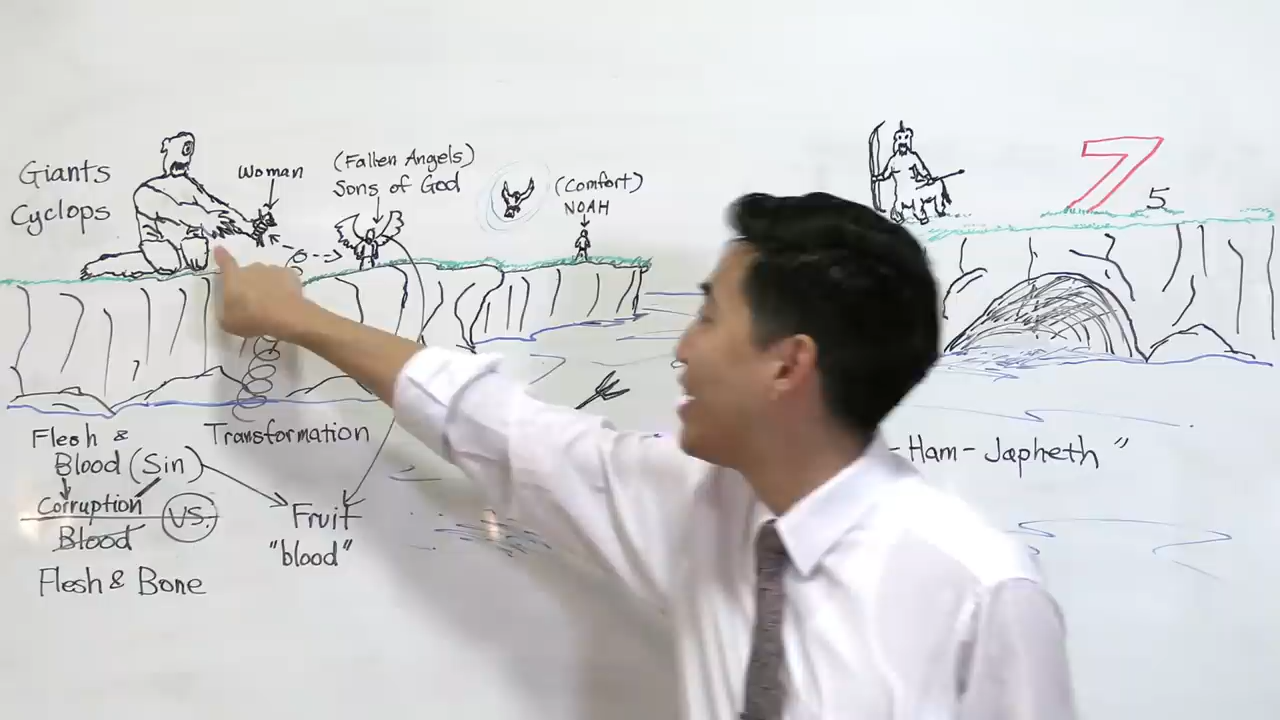 Giants
Cyclops
Woman
(Fallen Angels)
Sons of God
(Comfort)
NOAH
7
5
Flesh &
Blood (Sin)
Corruption
Blood
VS.
Flesh & Bone
Transformation
Fruit
"blood"
-Ham-Japheth"